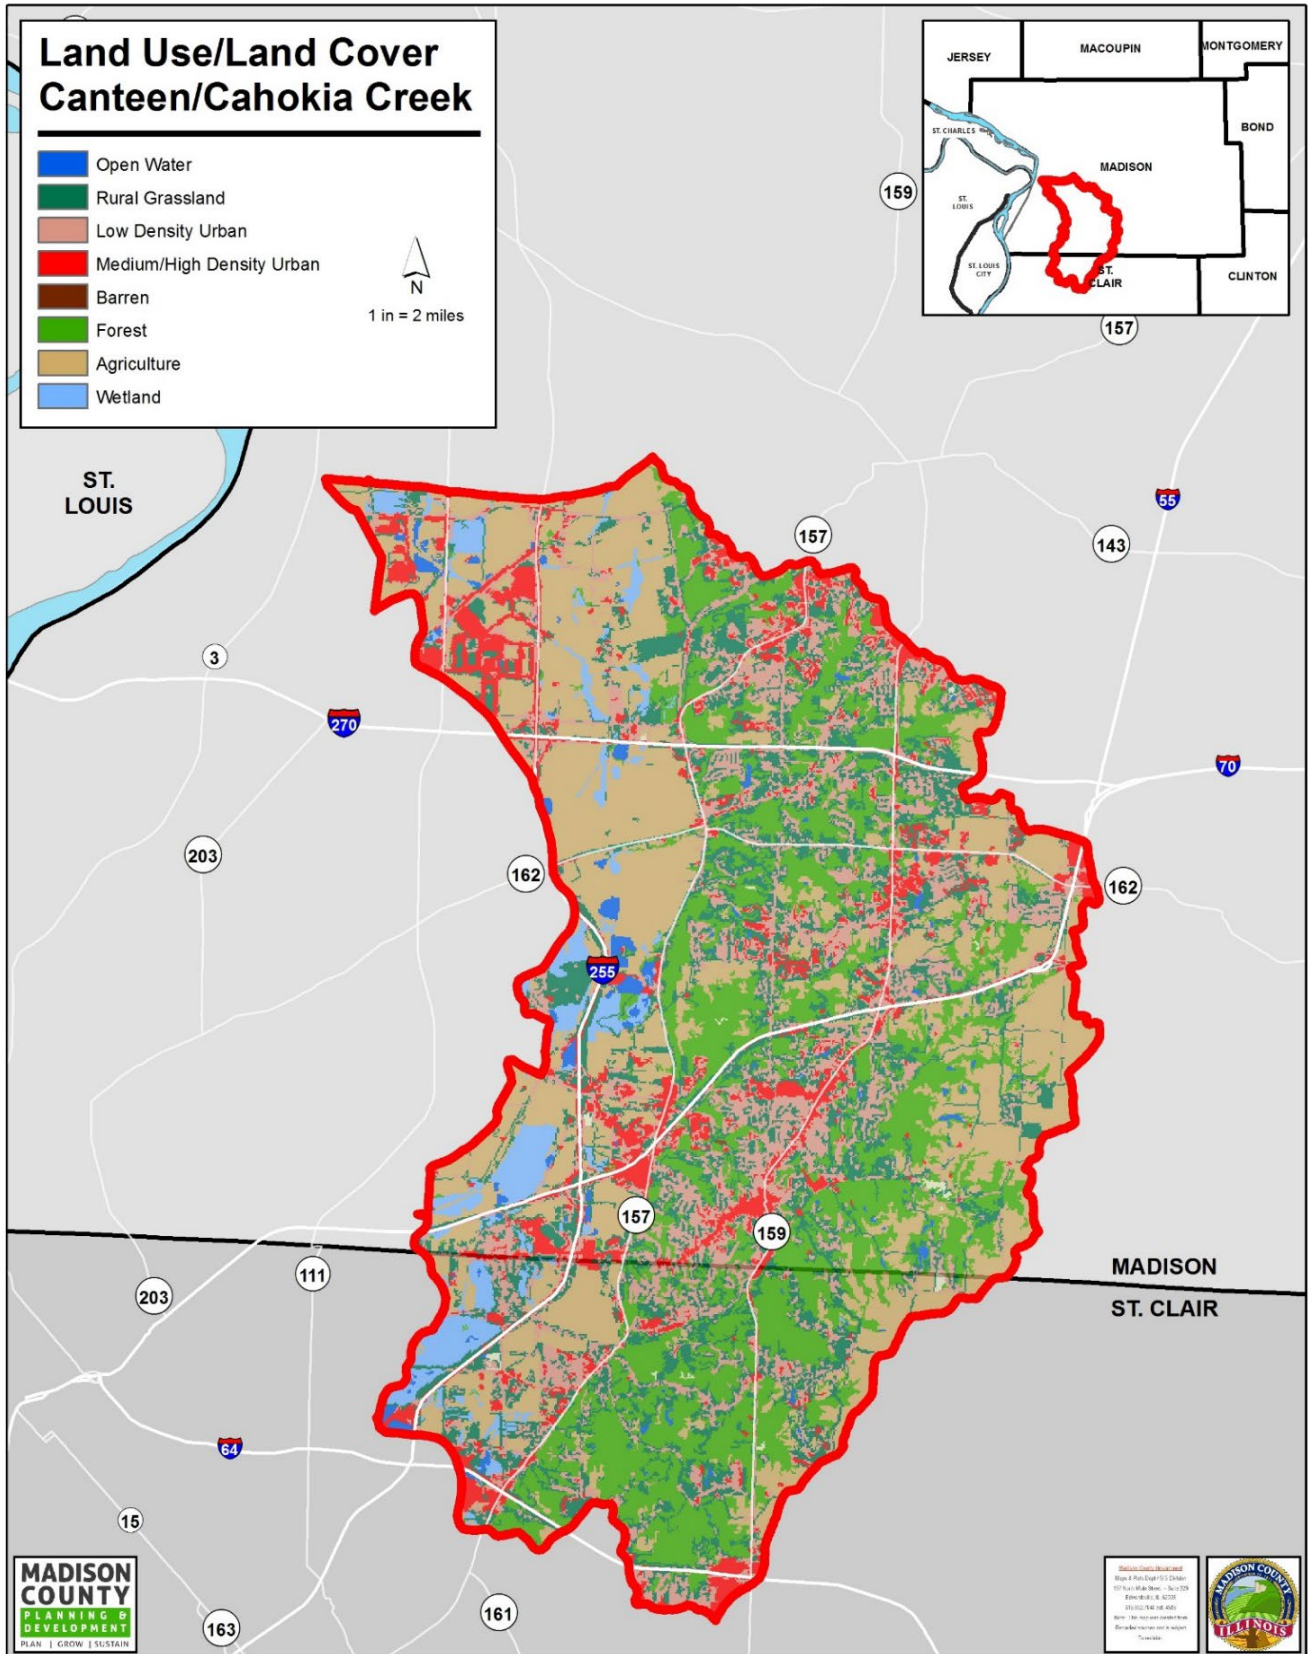 Land Use/Land Cover
Canteen/Cahokia Creek
Open Water
Rural Grassland
Low Density Urban
Medium/High Density Urban
Barren
Forest
Agriculture
Wetland
N
1 in = 2 miles
JERSEY
MACOUPIN
MONTGOMERY
ST. CHARLES
BOND
MADISON
ST.
LOUIS
ST. LOUIS
CITY
ST.
CLAIR
CLINTON
159
157
ST.
LOUIS
55
157
143
3
270
70
203
162
162
255
157
159
MADISON
ST. CLAIR
203
111
64
15
161
163
MADISON
COUNTY
PLANNING &
DEVELOPMENT
PLAN | GROW | SUSTAIN
MADISON COUNTY
ILLINOIS